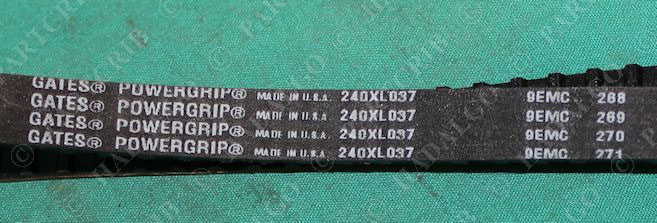 GATES® POWERGRIP® MADE IN U.S.A. 240XL037 9EMC 268
GATES® POWERGRIP® MADE IN U.S.A. 240XL037 9EMC 269
GATES® POWERGRIP® MADE IN U.S.A. 240XL037 9EMC 270
GATES® POWERGRIP® MADE IN U.S.A 240XL037 9EMC 271